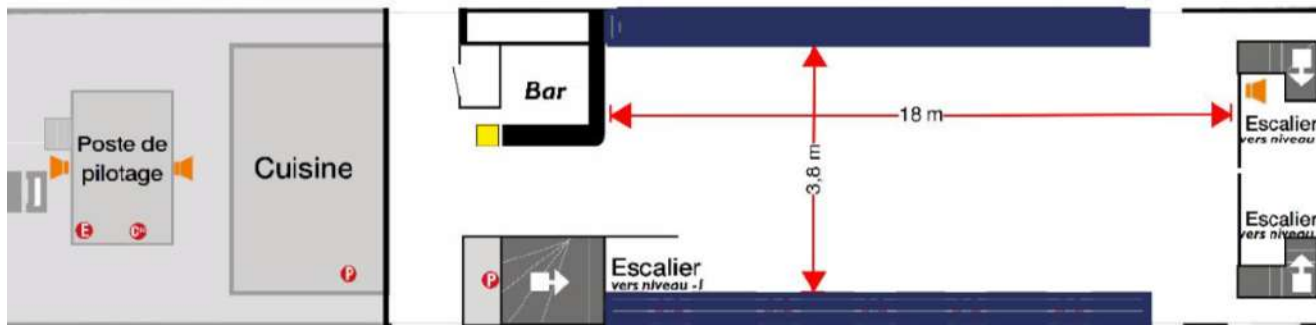 Poste de
pilotage
E
P
Cuisine
P
Bar
Escalier
vers niveau -1
18 m
3,8 m
Escalier
vers niveau
Escalier
vers niveau